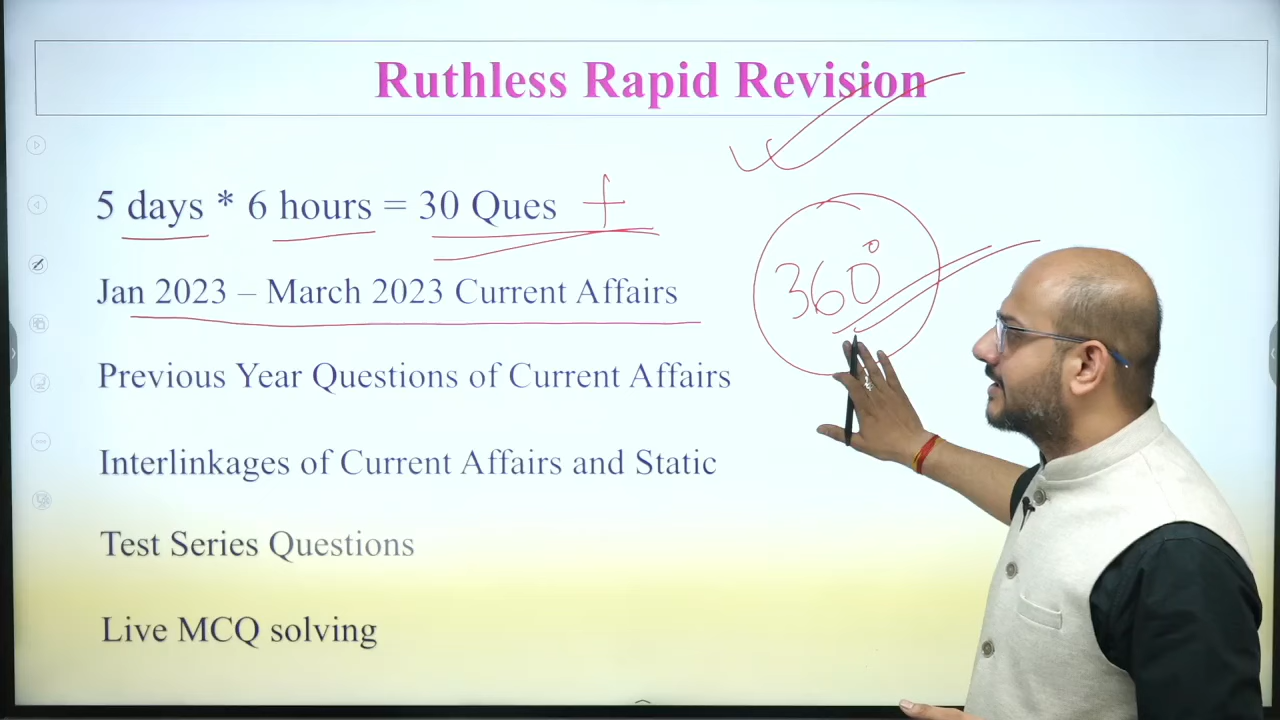 Ruthless Rapid Revision
5 days * 6 hours = 30 Ques +
360°
Jan 2023 – March 2023 Current Affairs
Previous Year Questions of Current Affairs
Interlinkages of Current Affairs and Static
Test Series Questions
Live MCQ solving